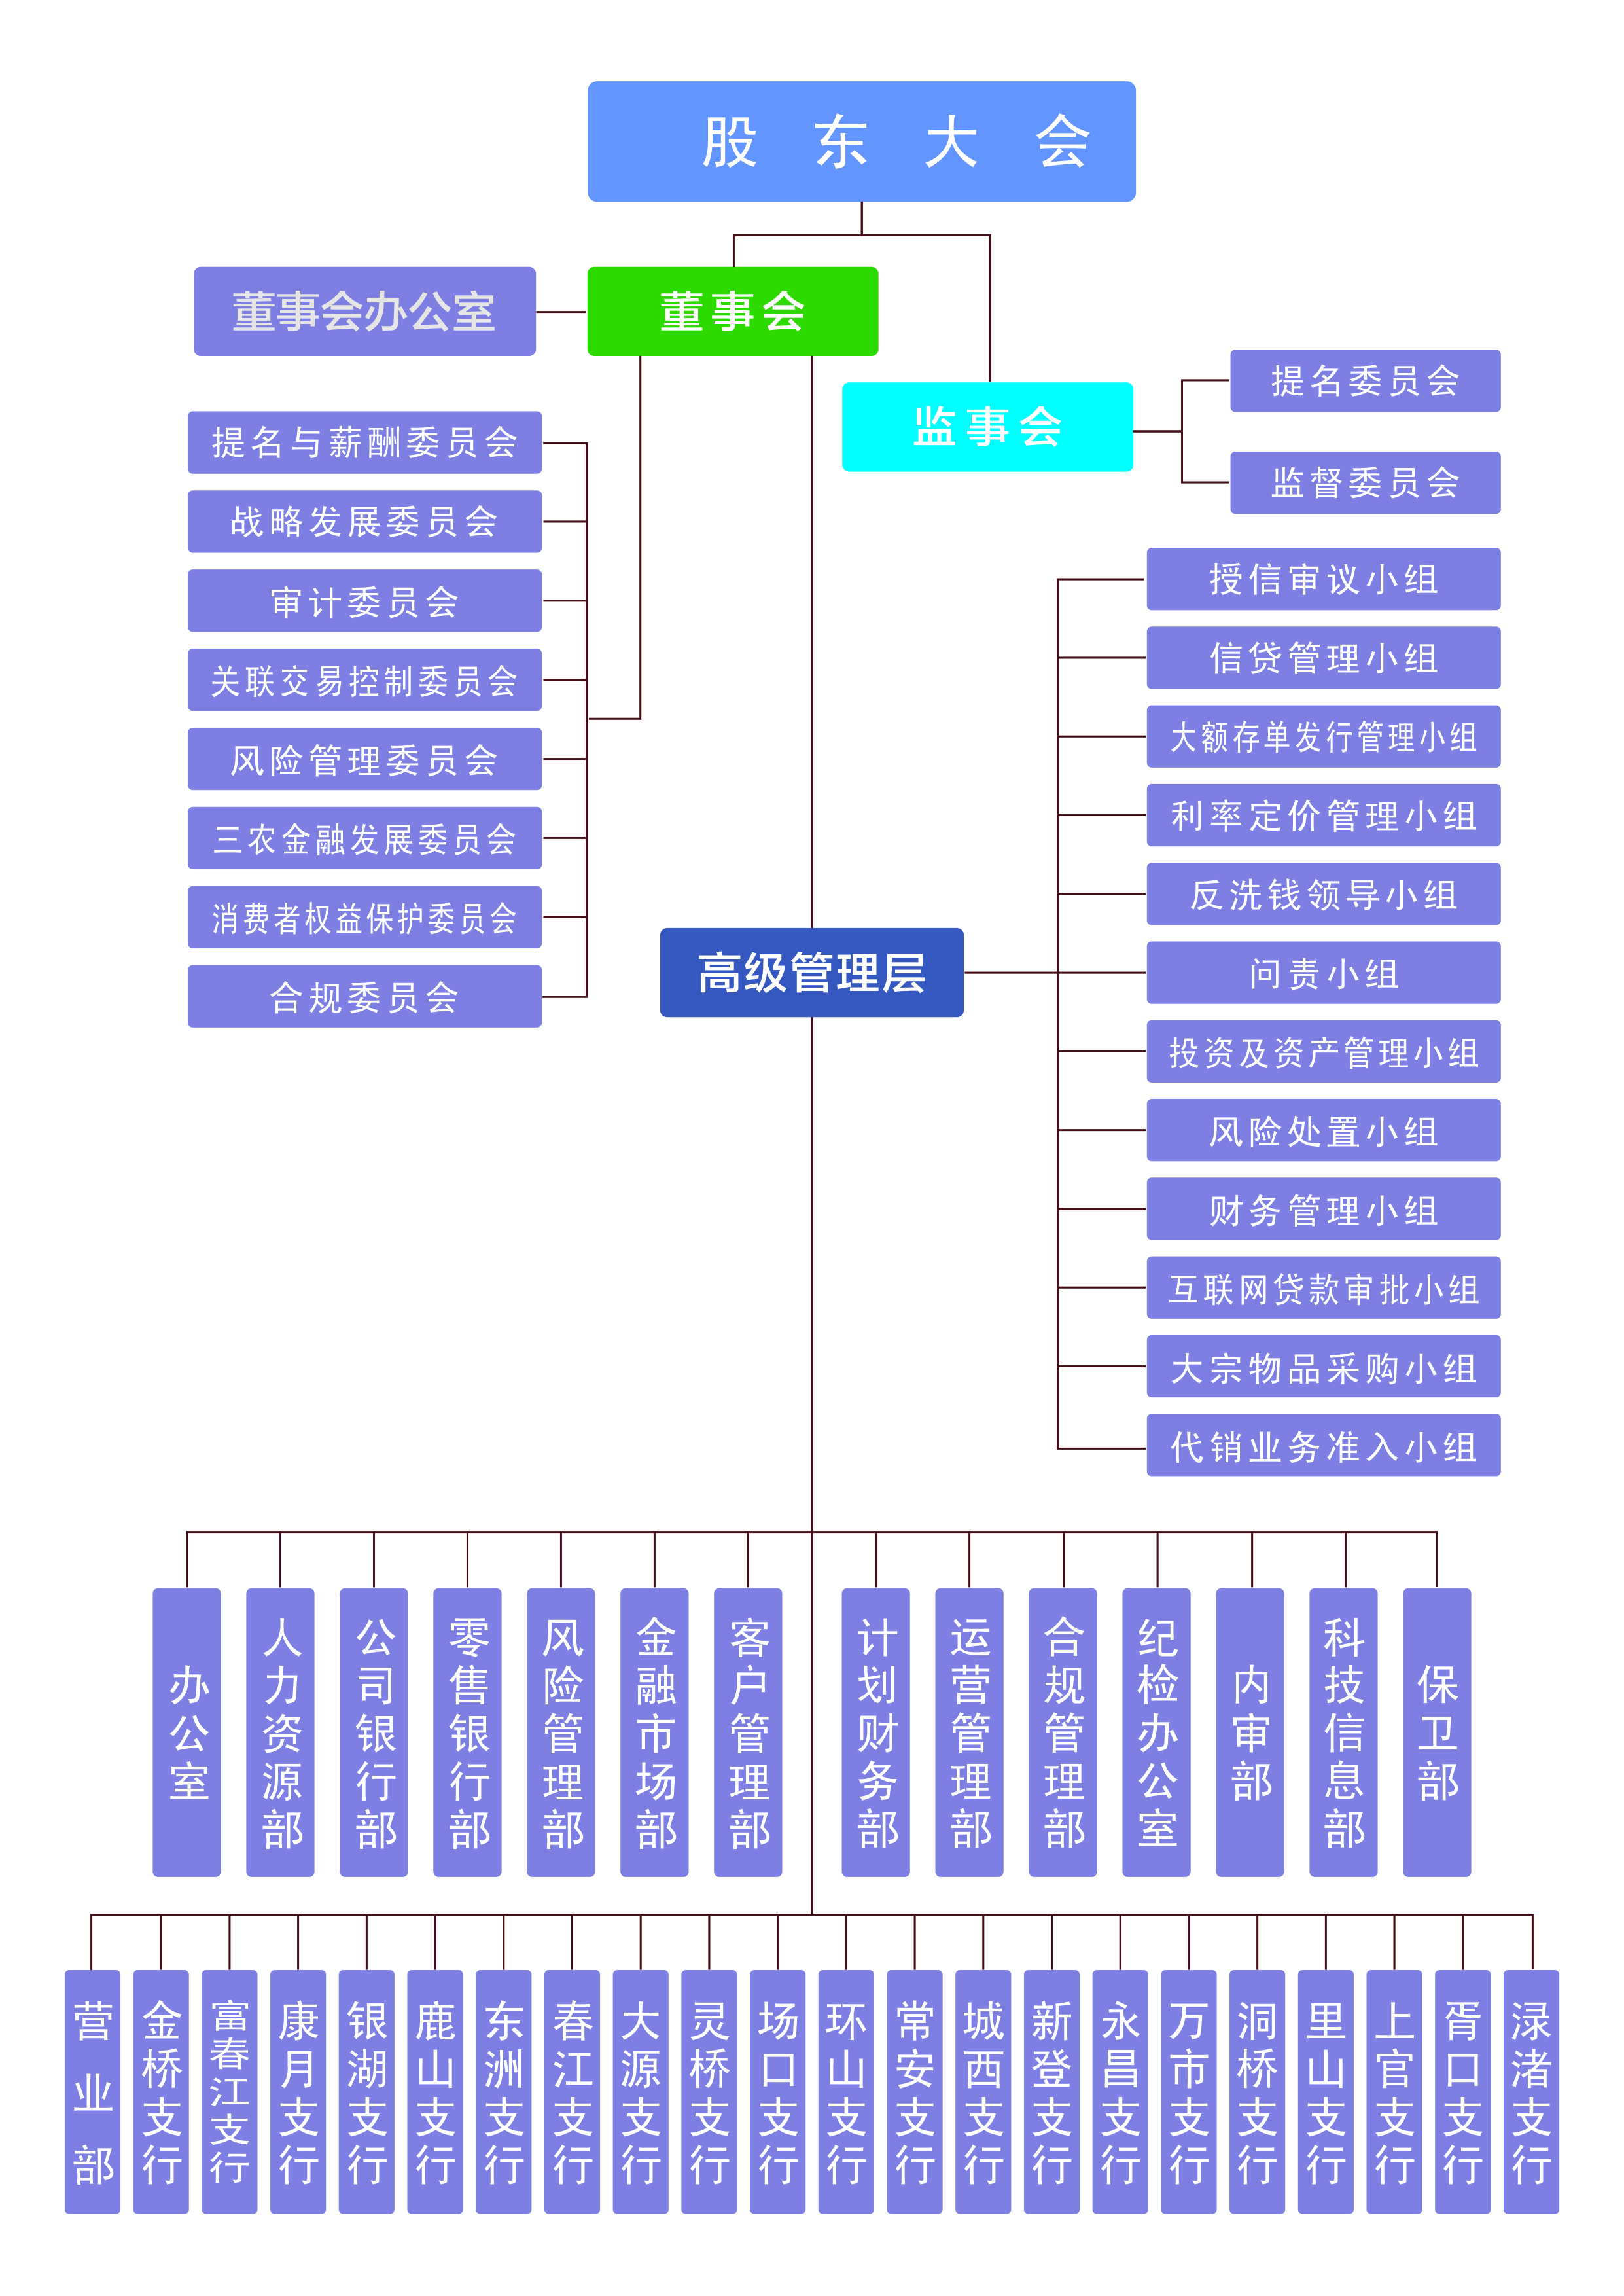 股东大会
董事会办公室
董事会
监事会
提名委员会
监督委员会
提名与薪酬委员会
战略发展委员会
审计委员会
关联交易控制委员会
风险管理委员会
三农金融发展委员会
消费者权益保护委员会
合规委员会
高级管理层
授信审议小组
信贷管理小组
大额存单发行管理小组
利率定价管理小组
反洗钱领导小组
问责小组
投资及资产管理小组
风险处置小组
财务管理小组
互联网贷款审批小组
大宗物品采购小组
代销业务准入小组
办公室
人力资源部
公司银行部
零售银行部
风险管理部
金融市场部
客户管理部
计划财务部
运营管理部
合规管理部
纪检办公室
内审部
科技信息部
保卫部
营业部
金桥支行
富春江支行
康月支行
银湖支行
鹿山支行
东洲支行
春江支行
大源支行
灵桥支行
场口支行
环山支行
常安支行
城西支行
新登支行
永昌支行
万市支行
洞桥支行
里山支行
上官支行
胥口支行
渌渚支行